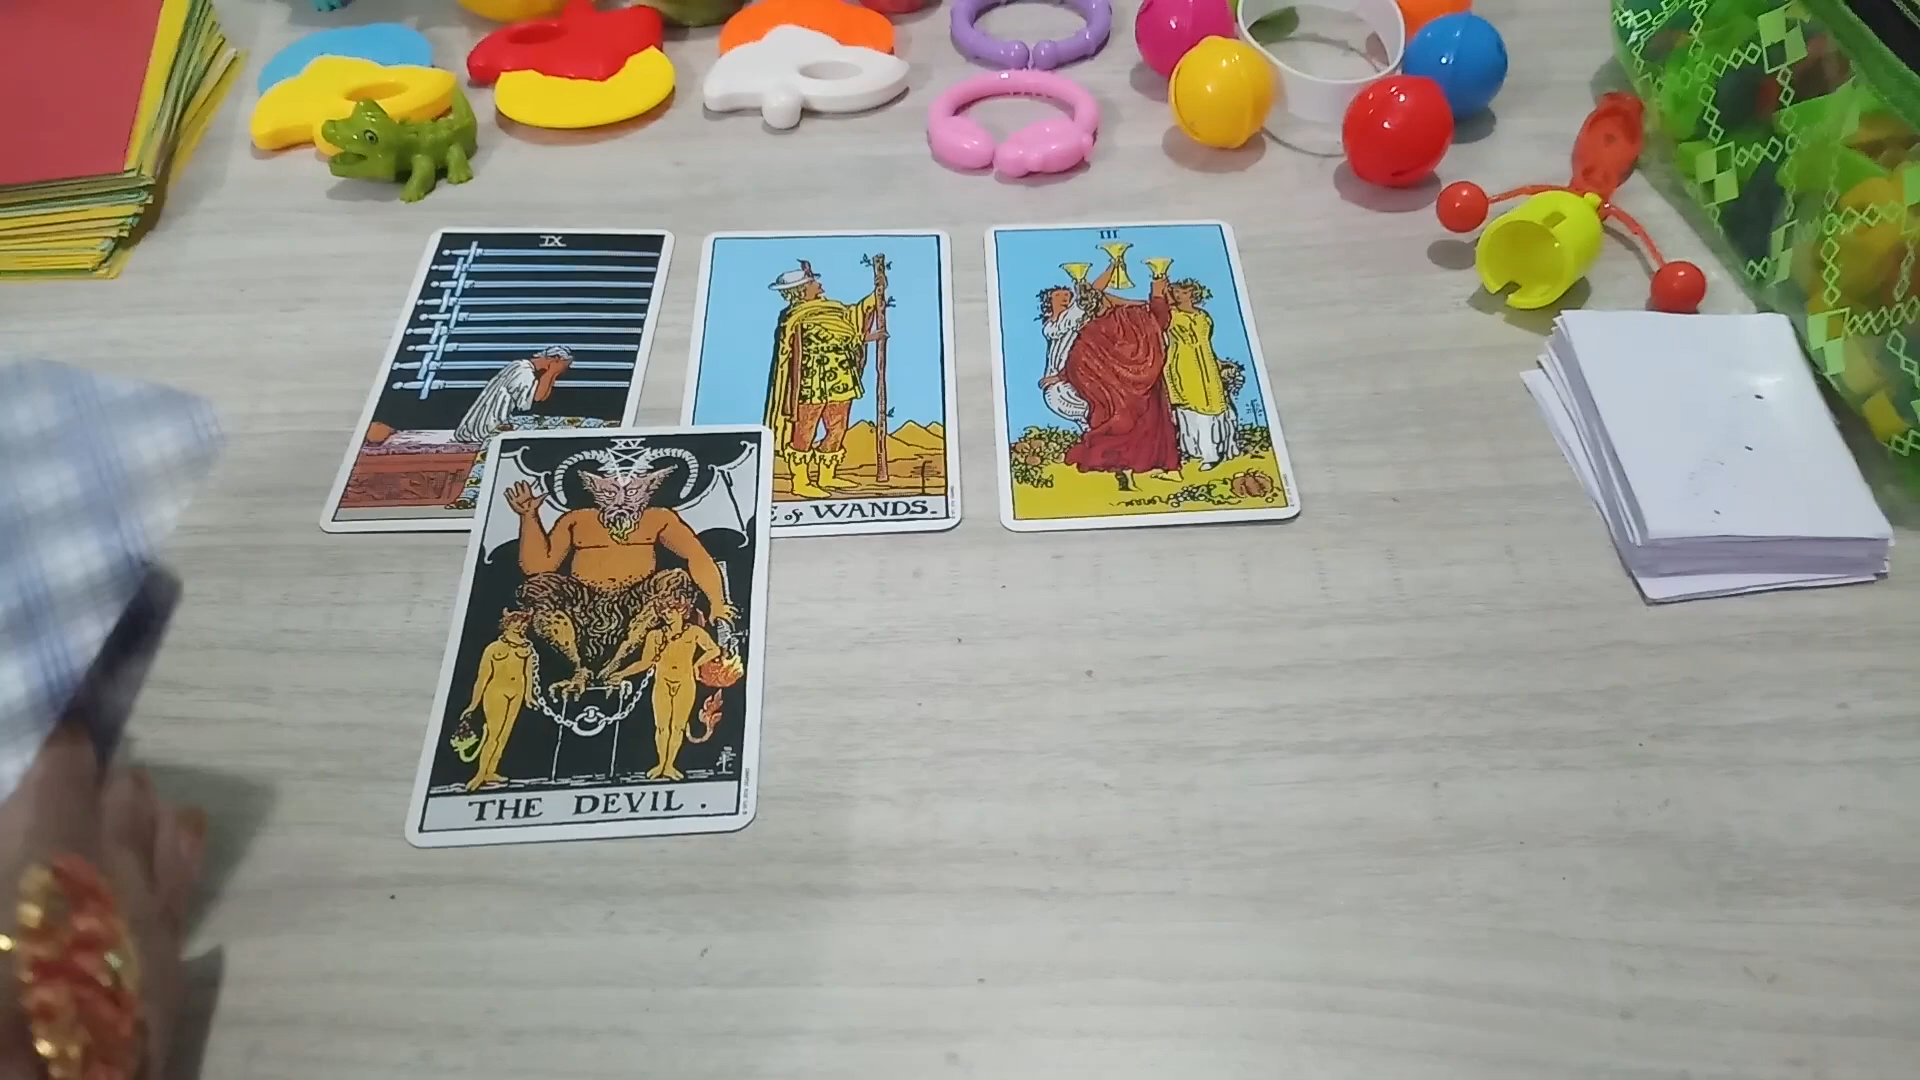 IX
III
E of WANDS.
XV
THE DEVIL.